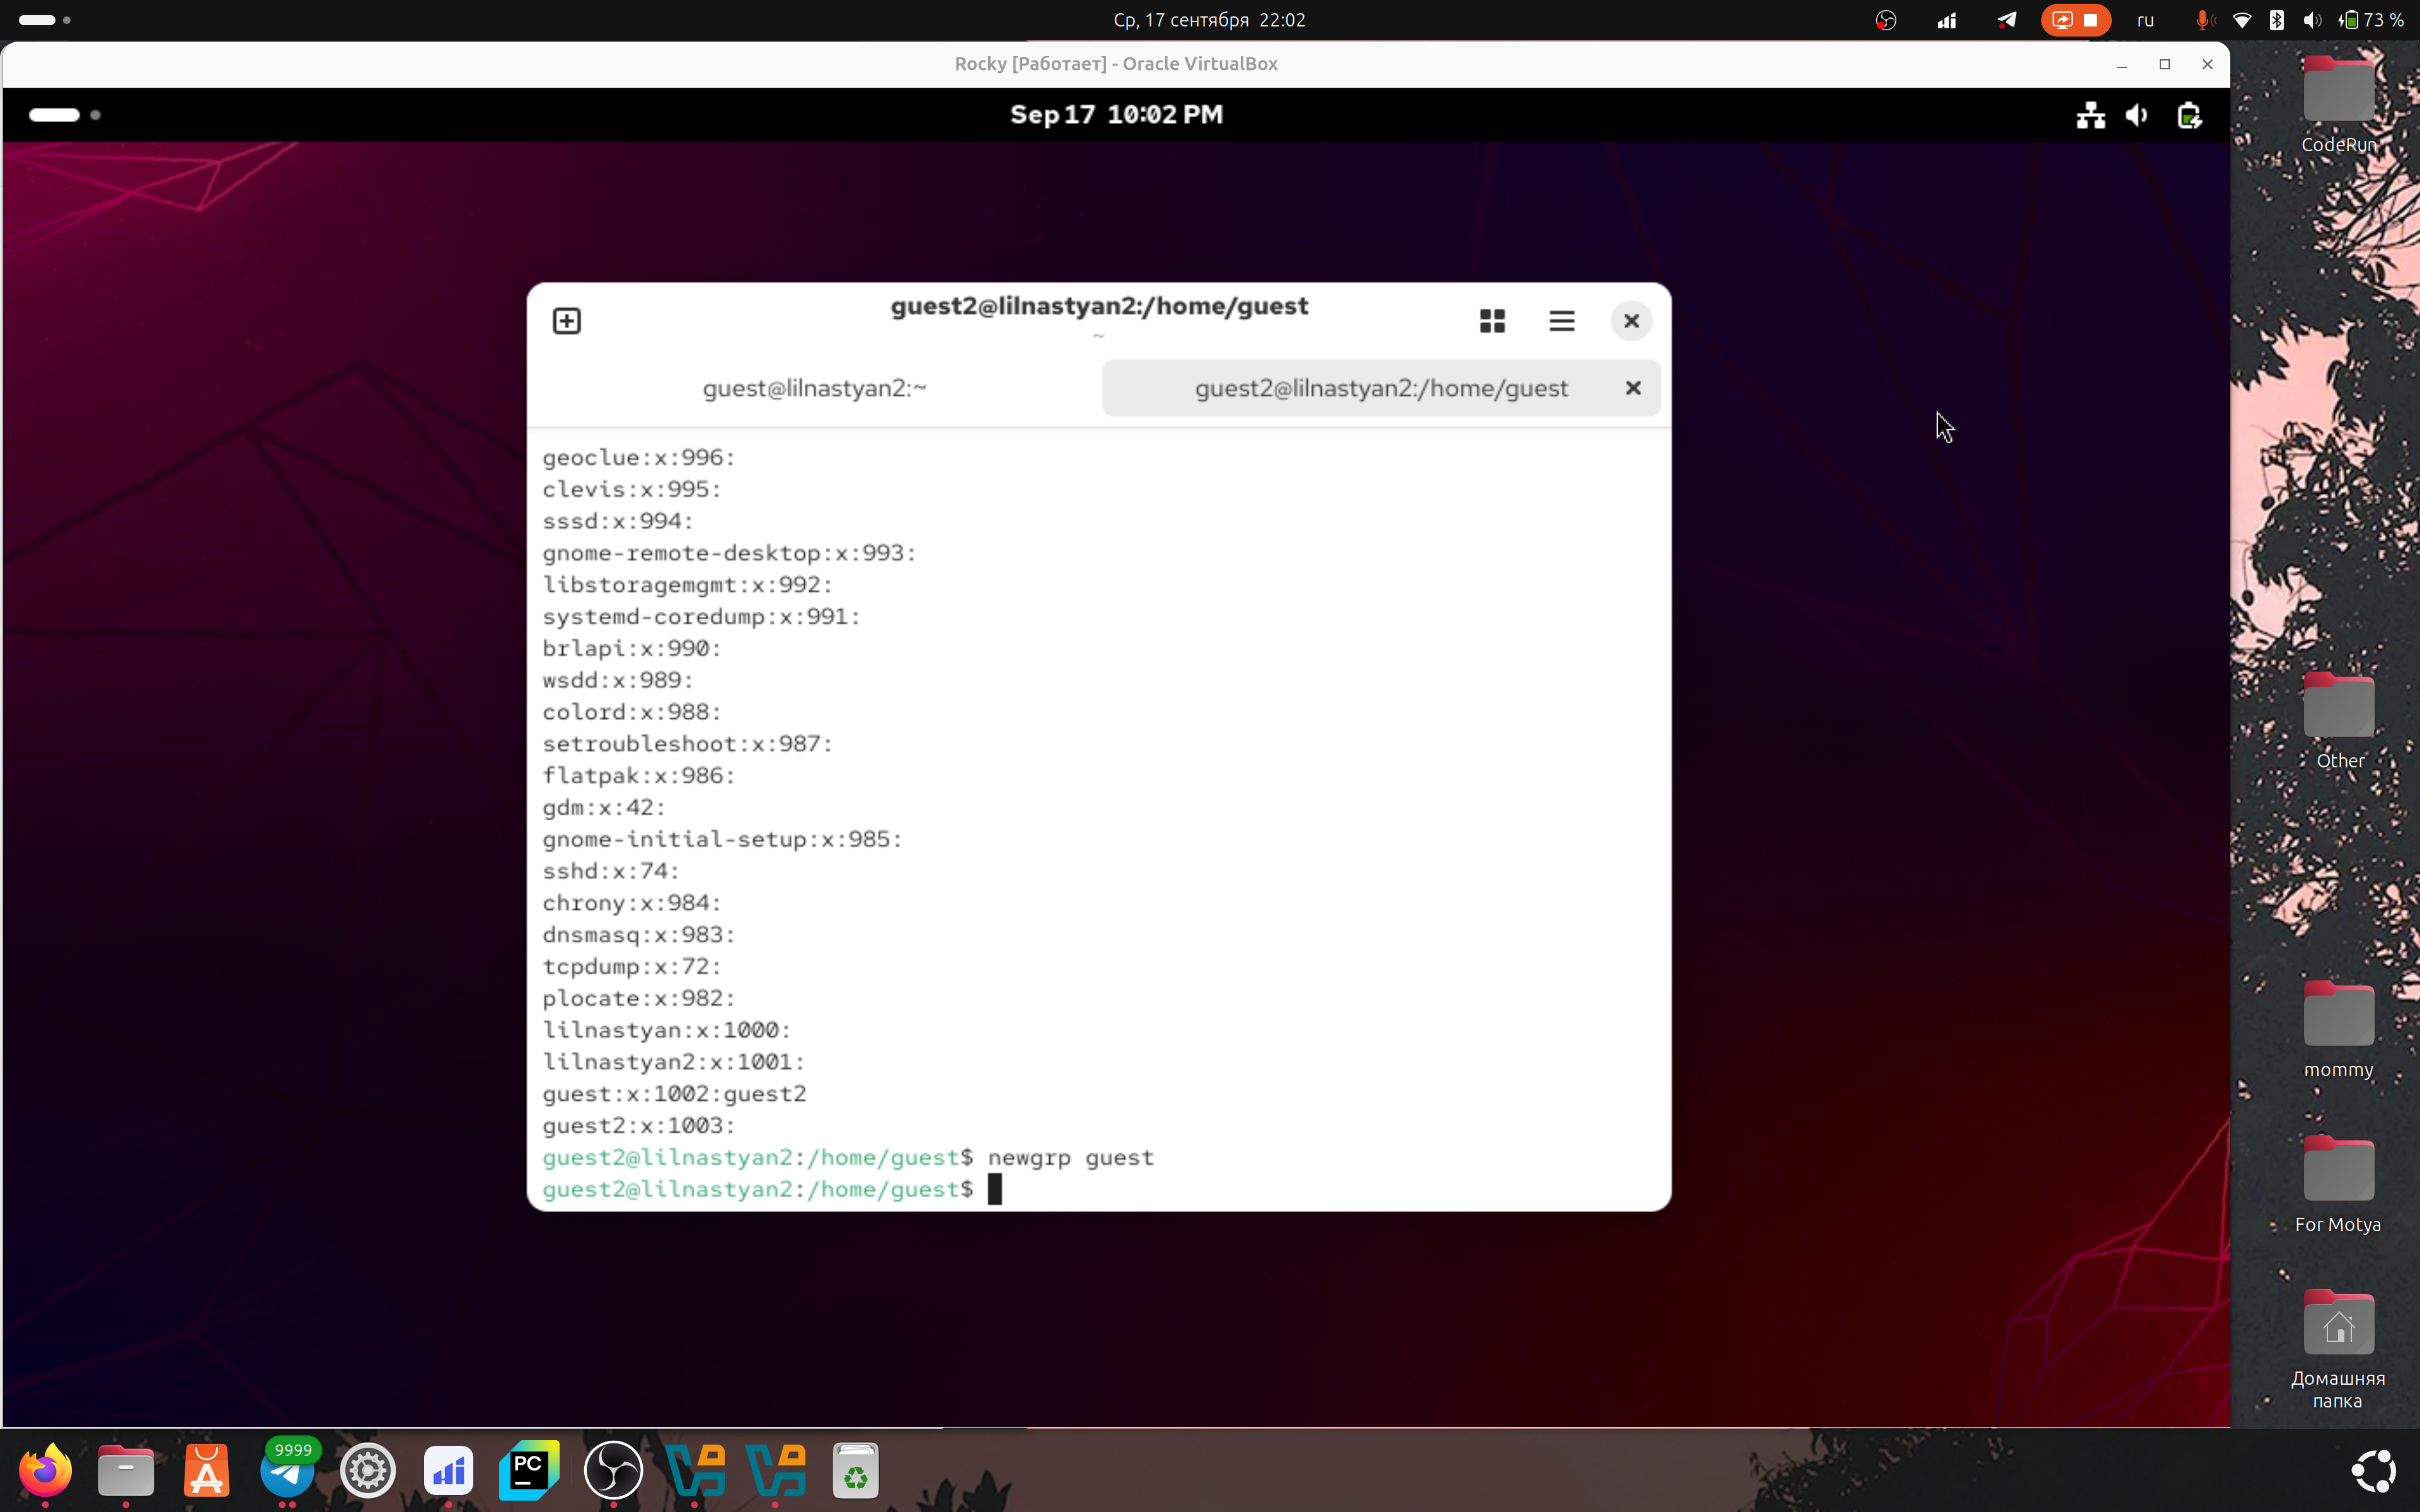 Ср, 17 сентября 22:02
ru
73 %
Rocky [Работает] - Oracle VirtualBox
Sep 17 10:02 PM
CodeRun
guest2@lilnastyan2:/home/guest
~
guest@lilnastyan2:~
guest2@lilnastyan2:/home/guest
geoclue:x:996:
clevis:x:995:
sssd:x:994:
gnome-remote-desktop:x:993:
libstoragemgmt:x:992:
systemd-coredump:x:991:
brlapi:x:990:
wsdd:x:989:
colord:x:988:
setroubleshoot:x:987:
flatpak:x:986:
gdm:x:42:
gnome-initial-setup:x:985:
sshd:x:74:
chrony:x:984:
dnsmasq:x:983:
tcpdump:x:72:
plocate:x:982:
lilnastyan:x:1000:
lilnastyan2:x:1001:
guest:x:1002:guest2
guest2:x:1003:
guest2@lilnastyan2:/home/guest$ newgrp guest
guest2@lilnastyan2:/home/guest$
Other
mommy
For Motya
Домашняя
папка
9999
PC